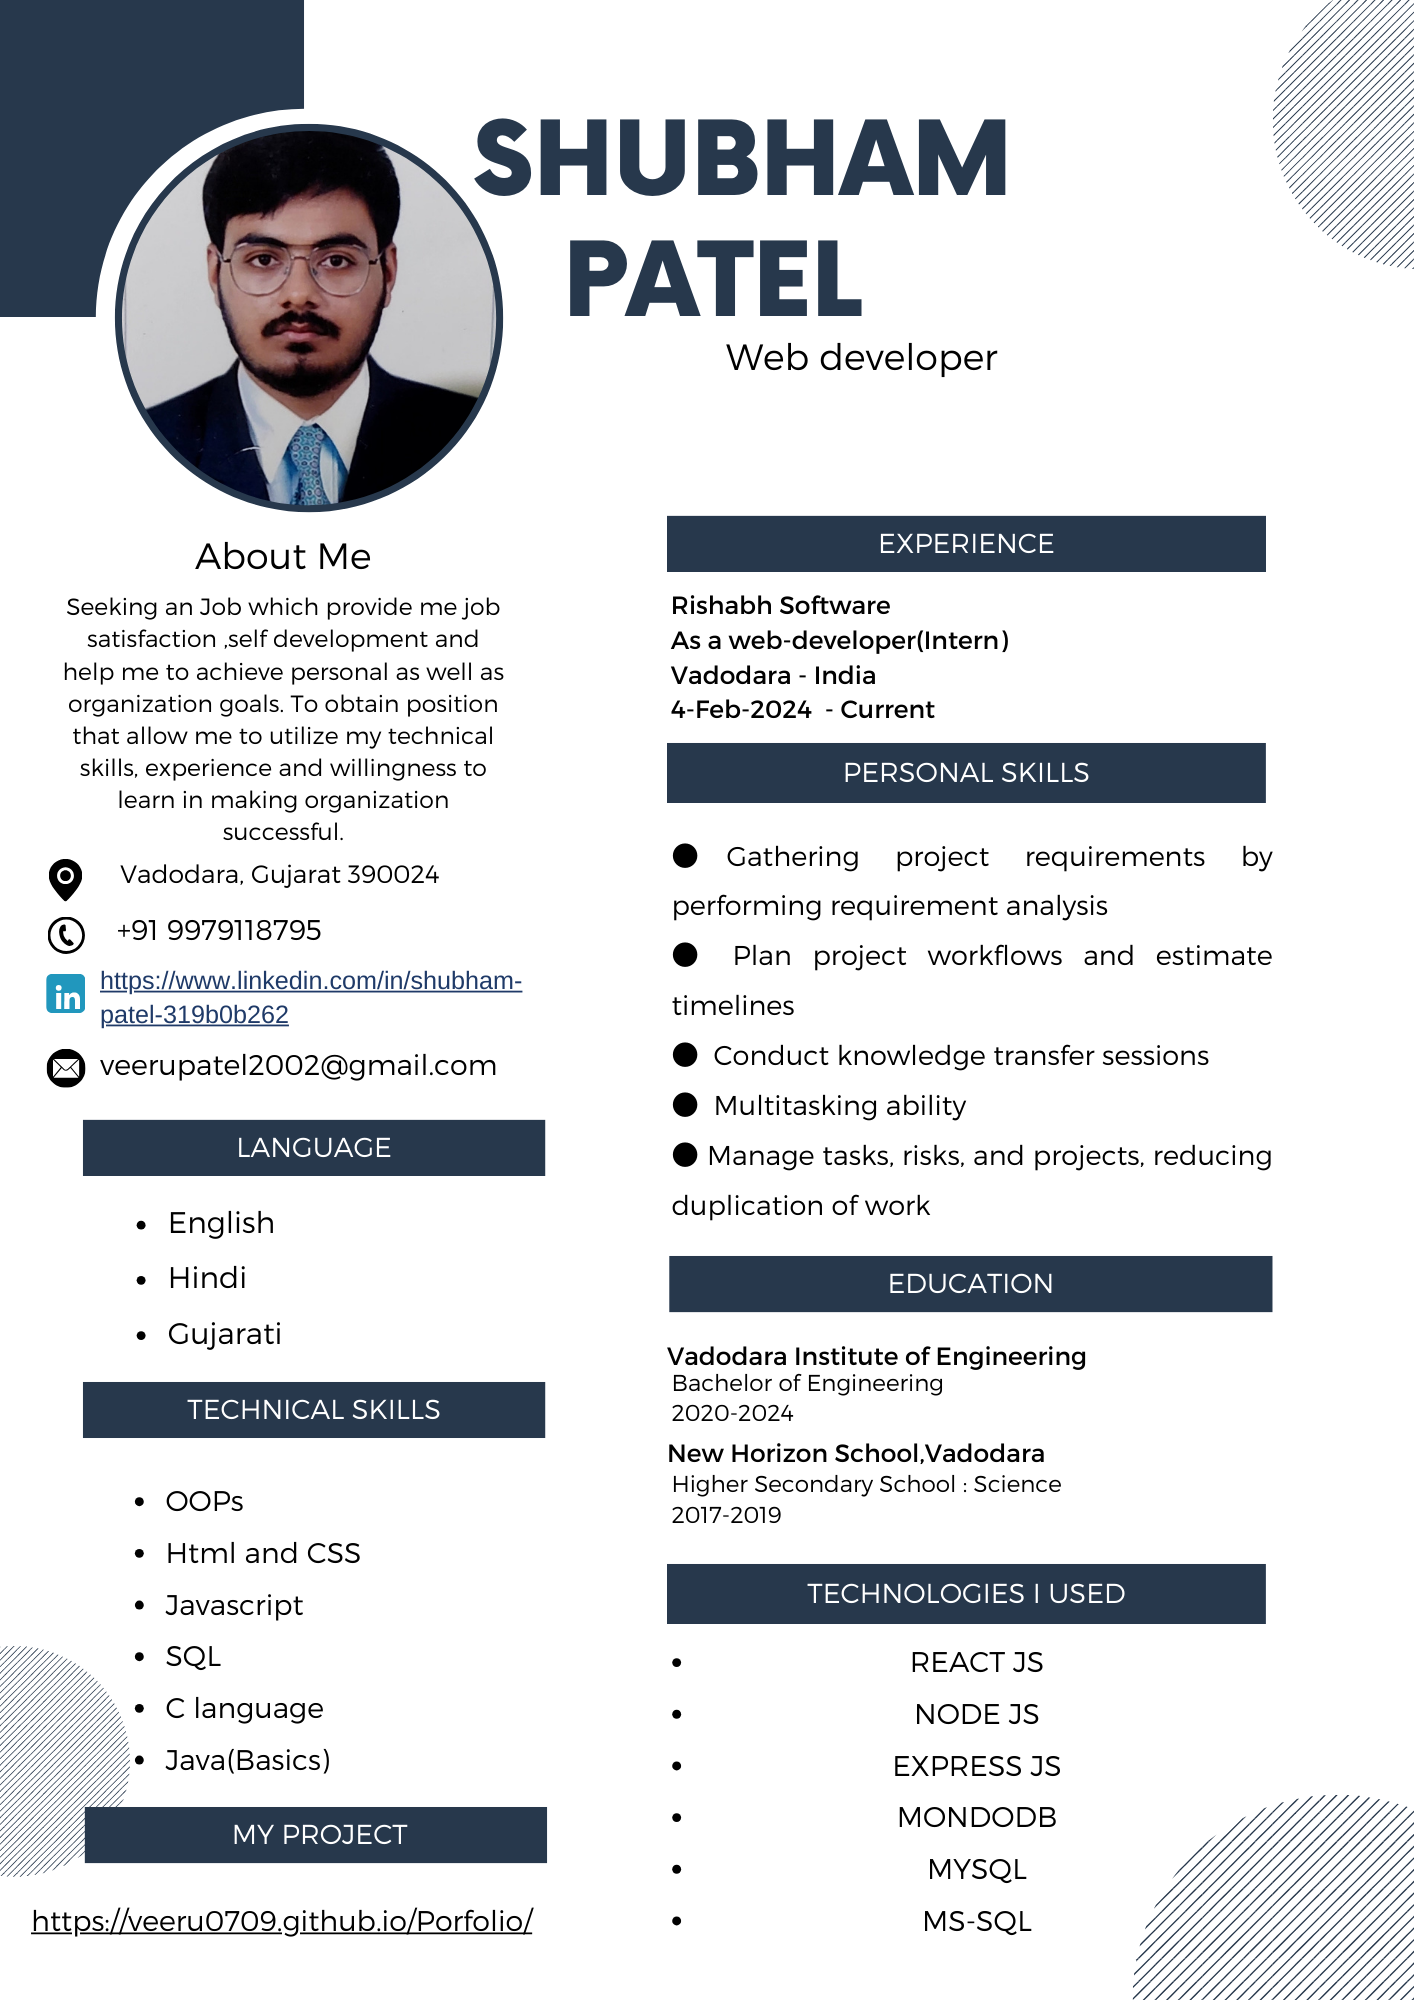 SHUBHAM
PATEL
Web developer
About Me
Seeking an Job which provide me job
satisfaction ,self development and
help me to achieve personal as well as
organization goals. To obtain position
that allow me to utilize my technical
skills, experience and willingness to
learn in making organization
successful.
Vadodara, Gujarat 390024
+91 9979118795
https://www.linkedin.com/in/shubham-
patel-319b0b262
veerupatel2002@gmail.com
LANGUAGE
• English
• Hindi
• Gujarati
TECHNICAL SKILLS
• OOPs
• Html and CSS
• Javascript
• SQL
• C language
• Java(Basics)
MY PROJECT
https://veeru0709.github.io/Porfolio/
EXPERIENCE
Rishabh Software
As a web-developer(Intern)
Vadodara - India
4-Feb-2024 - Current
PERSONAL SKILLS
● Gathering project requirements by
performing requirement analysis
● Plan project workflows and estimate
timelines
● Conduct knowledge transfer sessions
● Multitasking ability
● Manage tasks, risks, and projects, reducing
duplication of work
EDUCATION
Vadodara Institute of Engineering
Bachelor of Engineering
2020-2024
New Horizon School,Vadodara
Higher Secondary School : Science
2017-2019
TECHNOLOGIES I USED
• REACT JS
• NODE JS
• EXPRESS JS
• MONDODB
• MYSQL
• MS-SQL